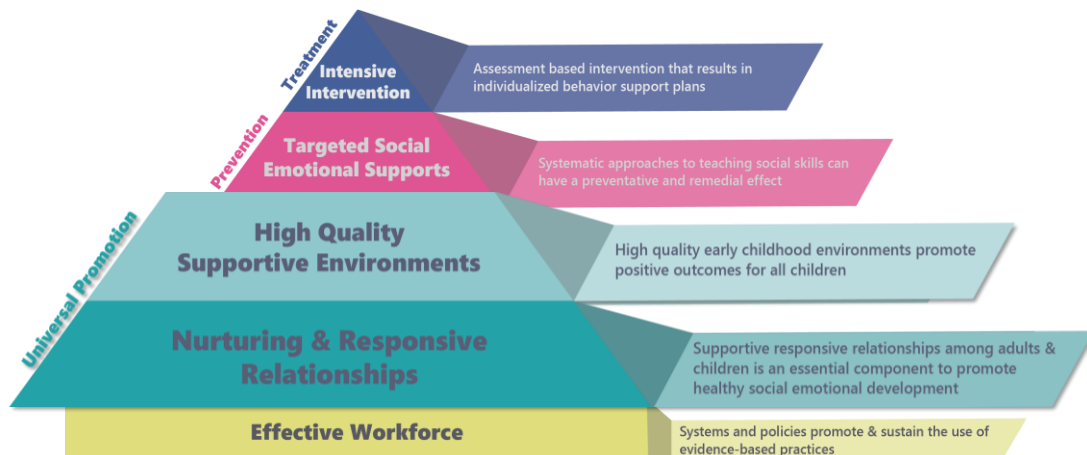 Treatment
Intensive
Intervention
Assessment based intervention that results in
individualized behavior support plans
Prevention
Targeted Social
Emotional Supports
Systematic approaches to teaching social skills can
have a preventative and remedial effect
Universal Promotion
High Quality
Supportive Environments
High quality early childhood environments promote
positive outcomes for all children
Nurturing & Responsive
Relationships
Supportive responsive relationships among adults &
children is an essential component to promote
healthy social emotional development
Effective Workforce
Systems and policies promote & sustain the use of
evidence-based practices